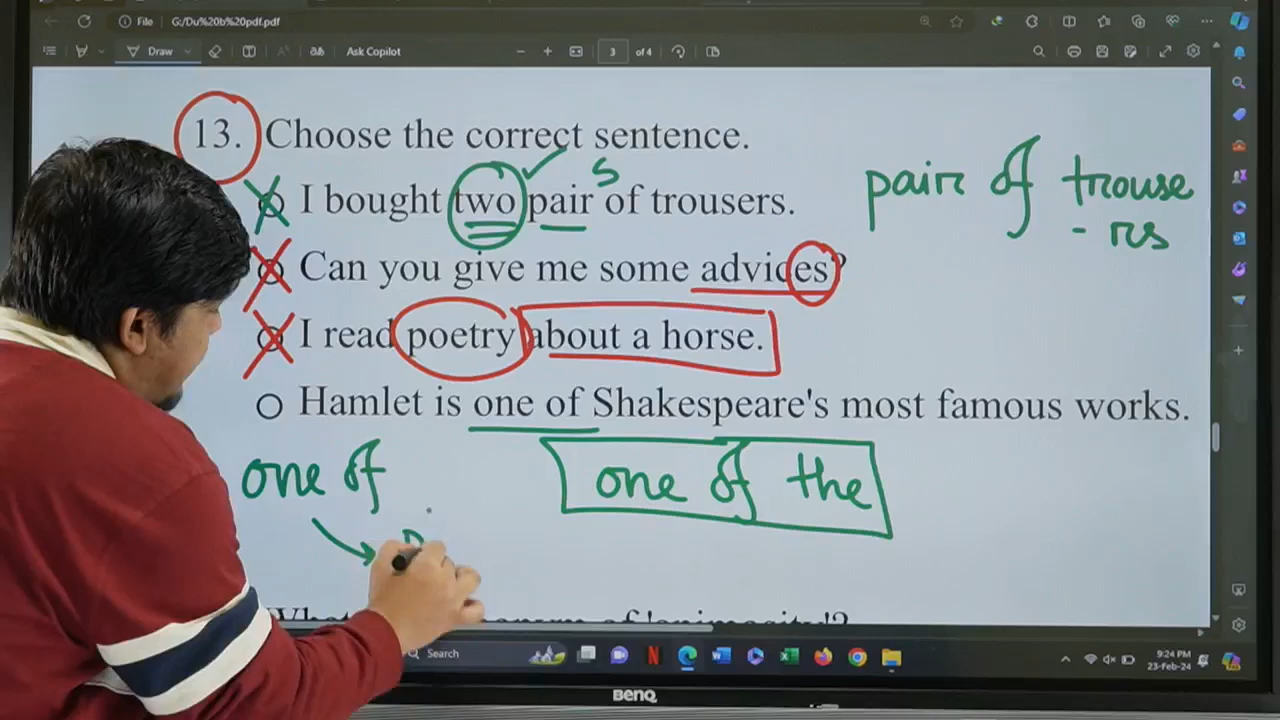 File G:/Du%20b%20pdf.pdf
Draw Ask Copilot 3 of 4
13. Choose the correct sentence.
I bought two pair of trousers.
s
pair of trouse
- rs
Can you give me some advices?
I read poetry about a horse.
Hamlet is one of Shakespeare's most famous works.
one of
one of the
Search
9:24 PM
23-Feb-24
BenQ